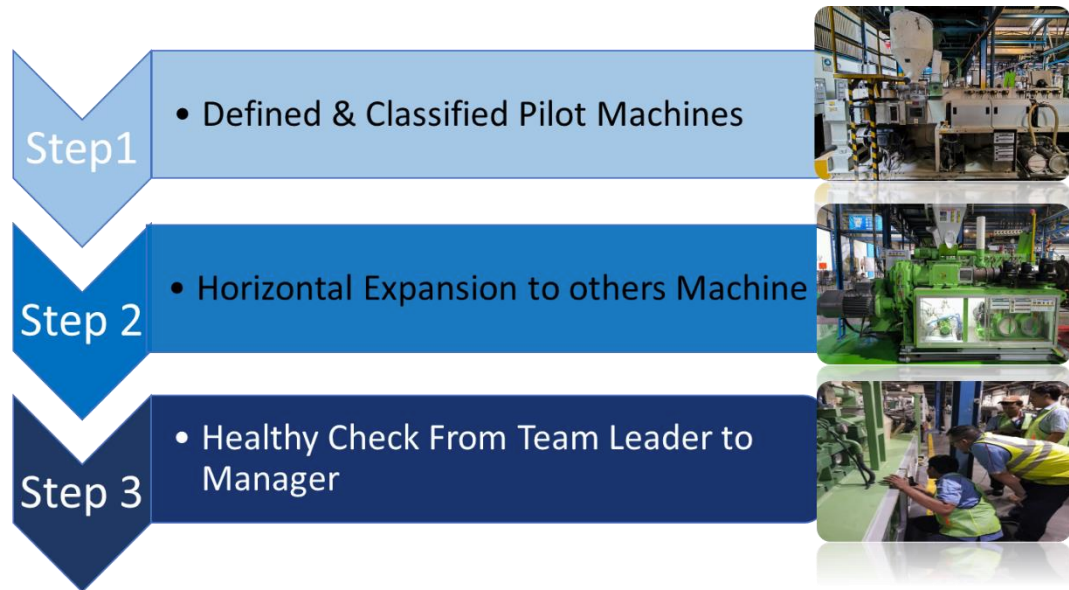 Step1
• Defined & Classified Pilot Machines
Step 2
• Horizontal Expansion to others Machine
Step 3
• Healthy Check From Team Leader to
Manager